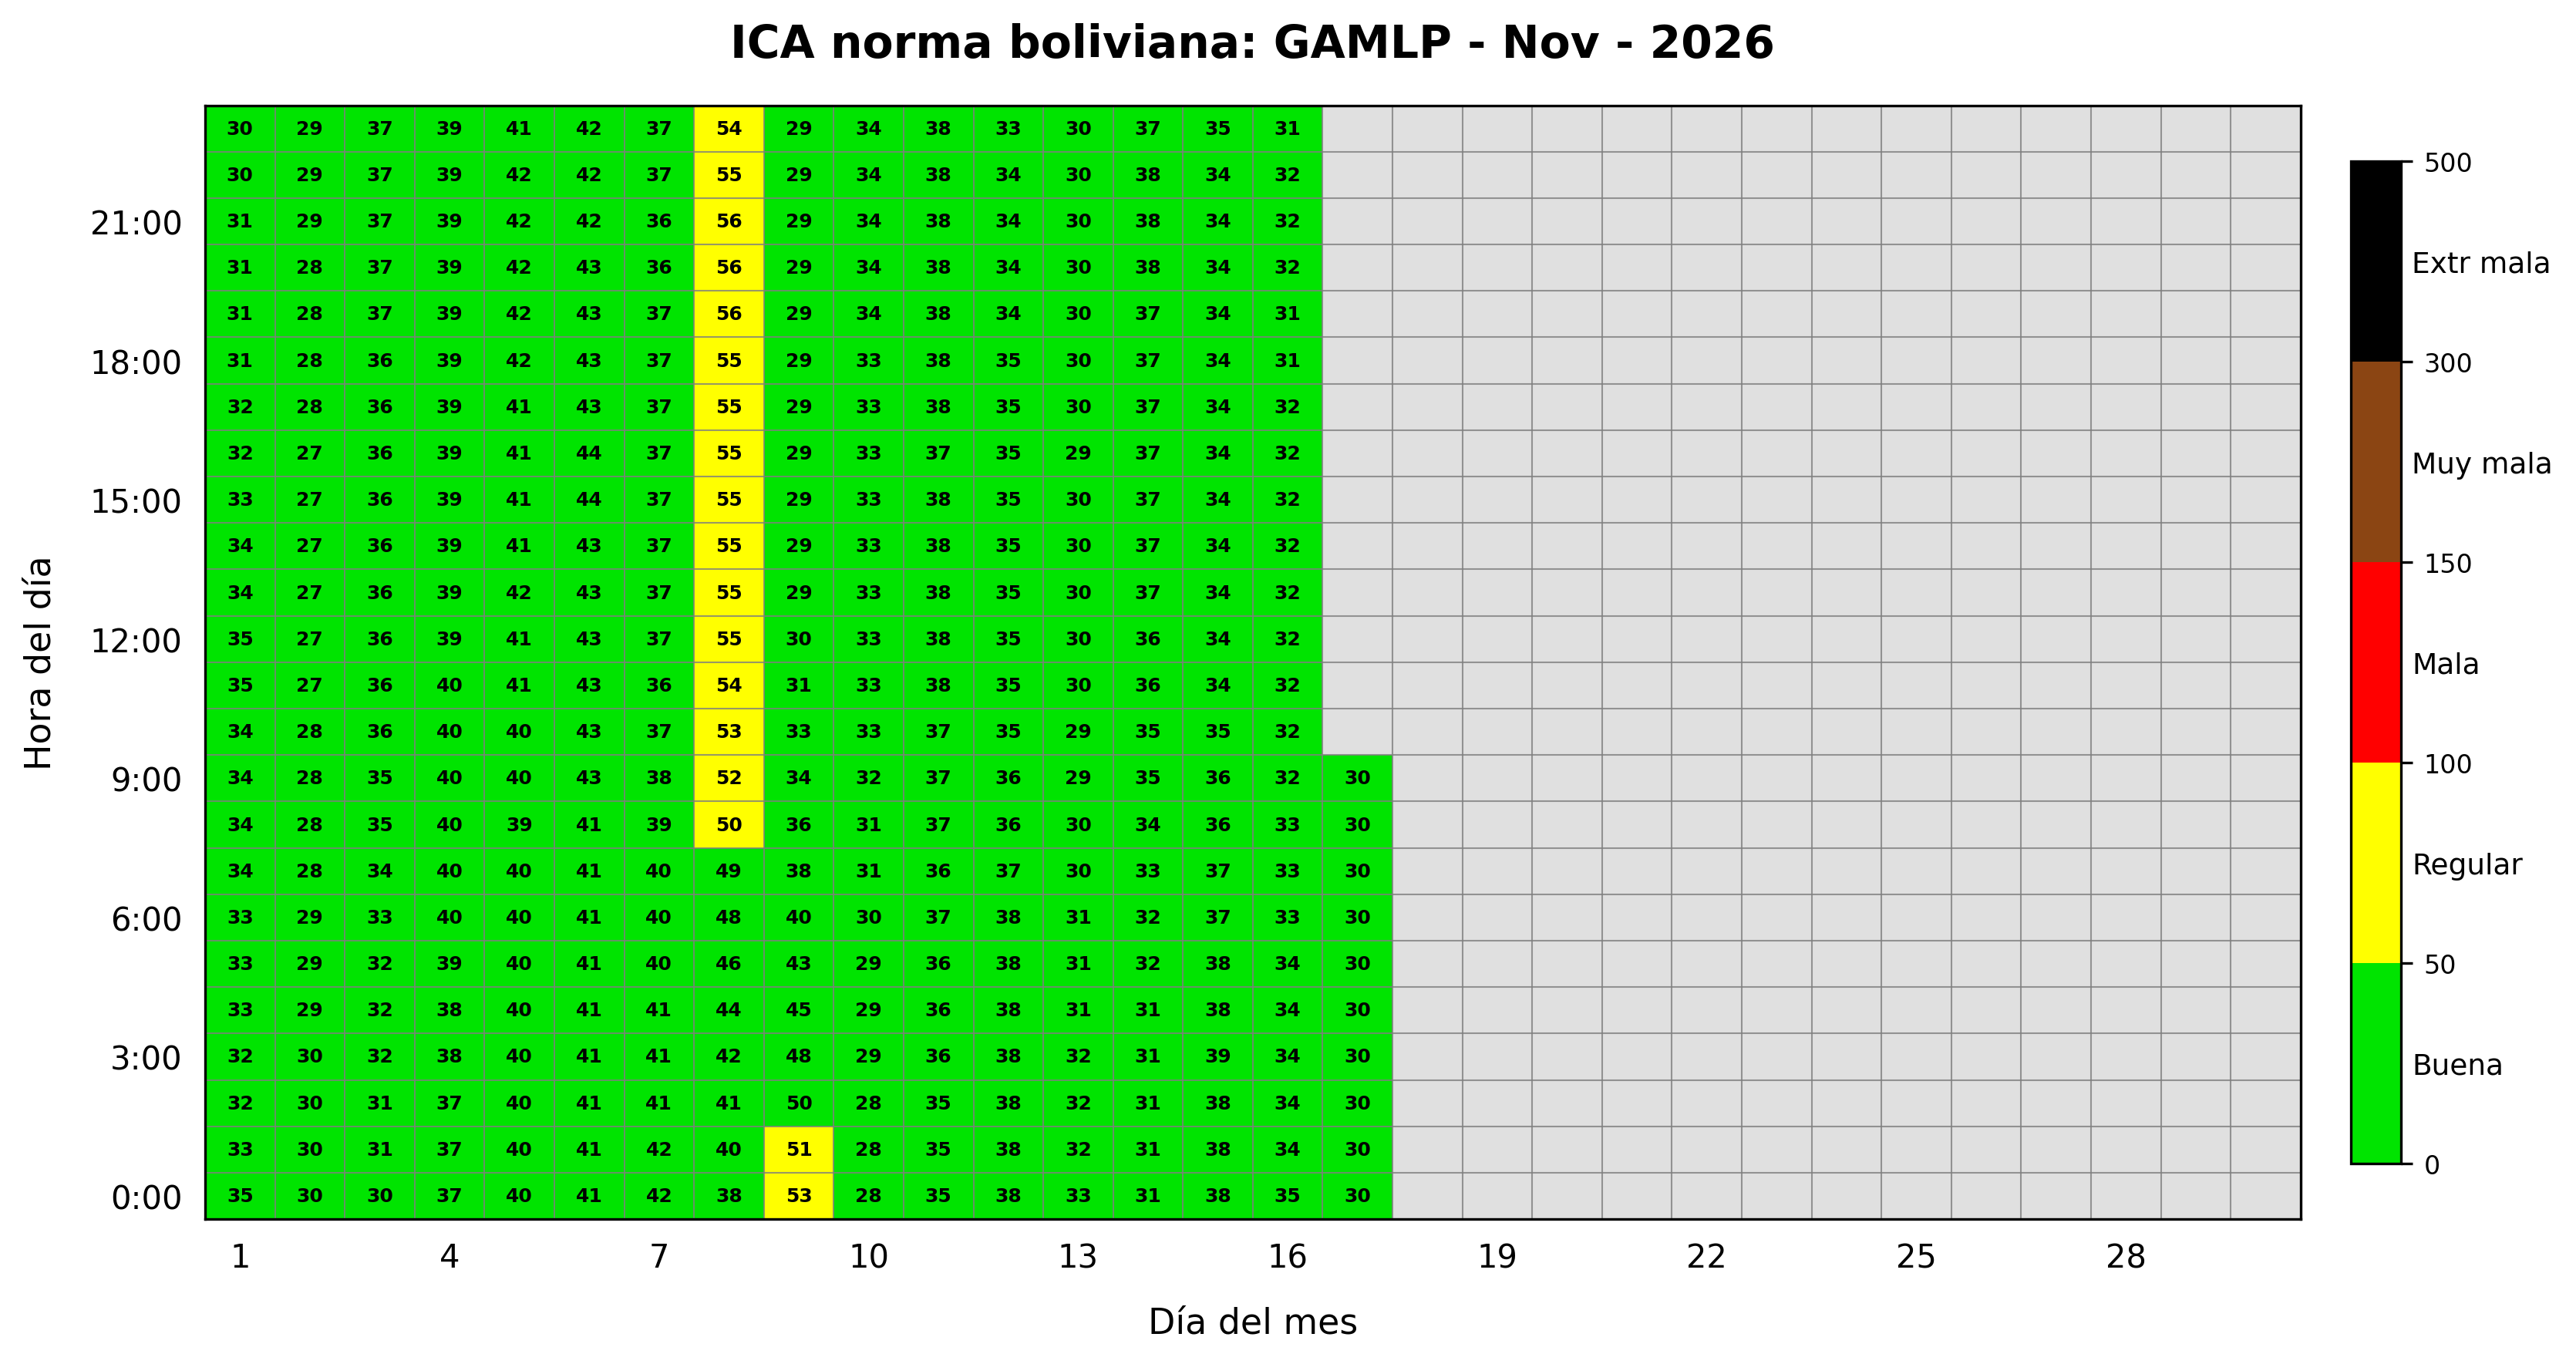 ICA norma boliviana: GAMLP - Nov - 2026
30 29 37 39 41 42 37 54 29 34 38 33 30 37 35 31
30 29 37 39 42 42 37 55 29 34 38 34 30 38 34 32
21:00 31 29 37 39 42 42 36 56 29 34 38 34 30 38 34 32
31 28 37 39 42 43 36 56 29 34 38 34 30 38 34 32
31 28 37 39 42 43 37 56 29 34 38 34 30 37 34 31
18:00 31 28 36 39 42 43 37 55 29 33 38 35 30 37 34 31
32 28 36 39 41 43 37 55 29 33 38 35 30 37 34 32
32 27 36 39 41 44 37 55 29 33 37 35 29 37 34 32
15:00 33 27 36 39 41 44 37 55 29 33 38 35 30 37 34 32
34 27 36 39 41 43 37 55 29 33 38 35 30 37 34 32
34 27 36 39 42 43 37 55 29 33 38 35 30 37 34 32
12:00 35 27 36 39 41 43 37 55 30 33 38 35 30 36 34 32
35 27 36 40 41 43 36 54 31 33 38 35 30 36 34 32
34 28 36 40 40 43 37 53 33 33 37 35 29 35 35 32
9:00 34 28 35 40 40 43 38 52 34 32 37 36 29 35 36 32 30
34 28 35 40 39 41 39 50 36 31 37 36 30 34 36 33 30
34 28 34 40 40 41 40 49 38 31 36 37 30 33 37 33 30
6:00 33 29 33 40 40 41 40 48 40 30 37 38 31 32 37 33 30
33 29 32 39 40 41 40 46 43 29 36 38 31 32 38 34 30
33 29 32 38 40 41 41 44 45 29 36 38 31 31 38 34 30
3:00 32 30 32 38 40 41 41 42 48 29 36 38 32 31 39 34 30
32 30 31 37 40 41 41 41 50 28 35 38 32 31 38 34 30
33 30 31 37 40 41 42 40 51 28 35 38 32 31 38 34 30
0:00 35 30 30 37 40 41 42 38 53 28 35 38 33 31 38 35 30
1 4 7 10 13 16 19 22 25 28
Día del mes
Hora del día
500
Extr mala
300
Muy mala
150
Mala
100
Regular
50
Buena
0